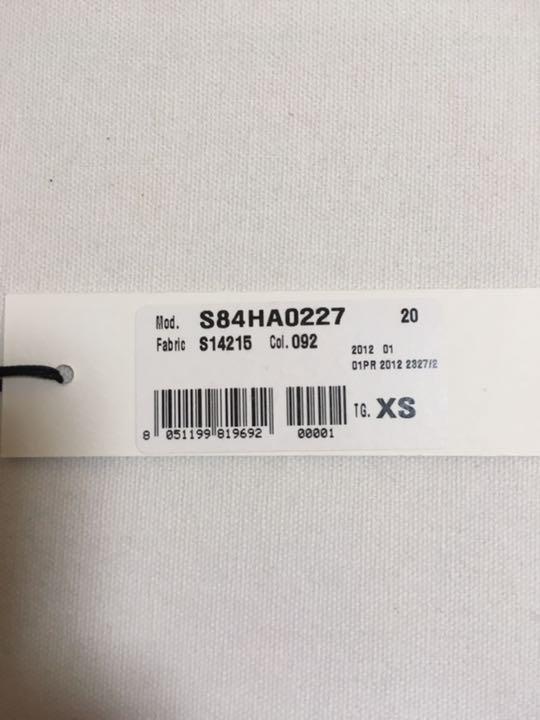 Mod. S84HA0227 20
Fabric S14215 Col. 092
2012 01
01PR 2012 2327/2
TG. XS
8 051199 819692 00001